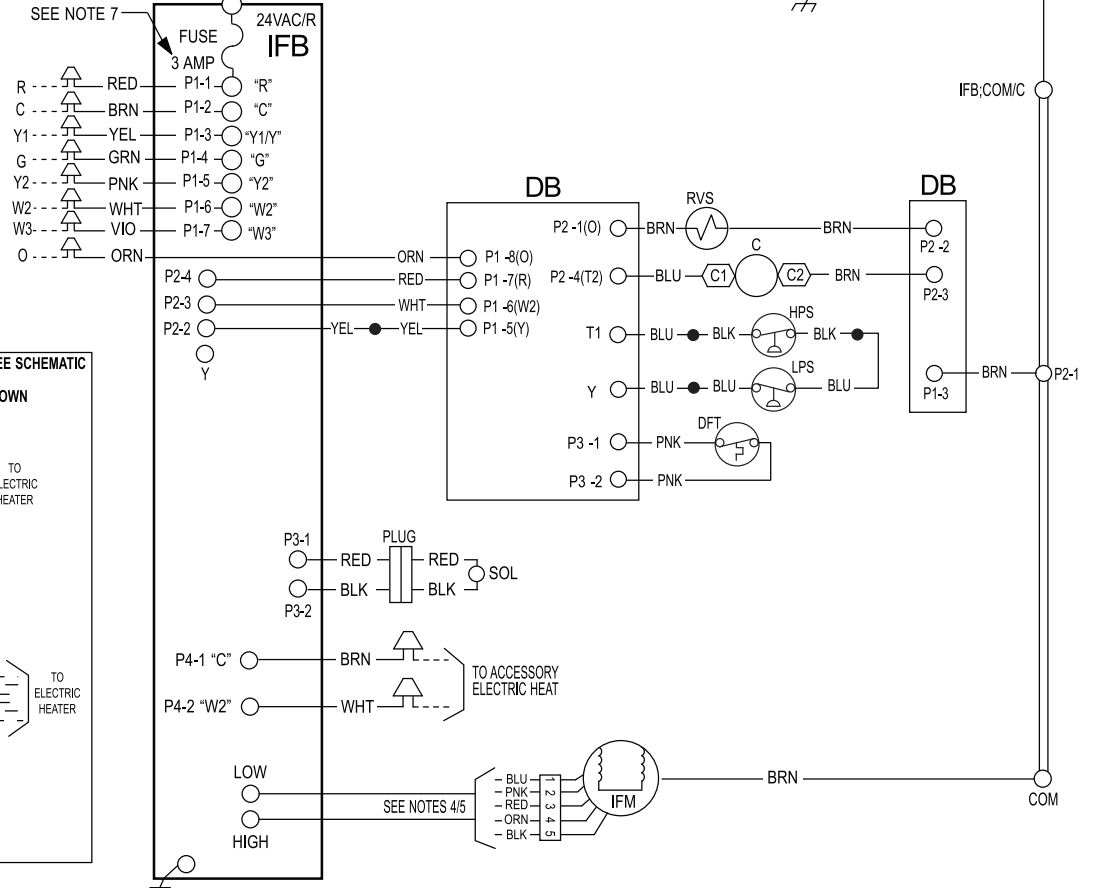 SEE NOTE 7
24VAC/R
FUSE
IFB
3 AMP
R RED P1-1 "R"
C BRN P1-2 "C"
Y1 YEL P1-3 "Y1/Y"
G GRN P1-4 "G"
Y2 PNK P1-5 "Y2"
W2 WHT P1-6 "W2"
W3 VIO P1-7 "W3"
O ORN
P2-4
P2-3
P2-2
Y
ORN P1 -8(O)
RED P1 -7(R)
WHT P1 -6(W2)
YEL YEL P1 -5(Y)
DB
P2 -1(O) BRN RVS BRN
P2 -4(T2) BLU C1 C C2 BRN
T1 BLU BLK HPS BLK
Y BLU BLU LPS BLU
P3 -1 PNK DFT
P3 -2 PNK
DB
P2 -2
P2-3
P1-3
BRN P2-1
IFB;COM/C
EE SCHEMATIC
OWN
TO
LECTRIC
HEATER
TO
ELECTRIC
HEATER
P3-1
RED PLUG RED
SOL
BLK BLK
P3-2
P4-1 "C" BRN
P4-2 "W2" WHT
TO ACCESSORY
ELECTRIC HEAT
LOW
HIGH
SEE NOTES 4/5
BLU 1
PNK 2
RED 3
ORN 4
BLK 5
IFM
BRN
COM